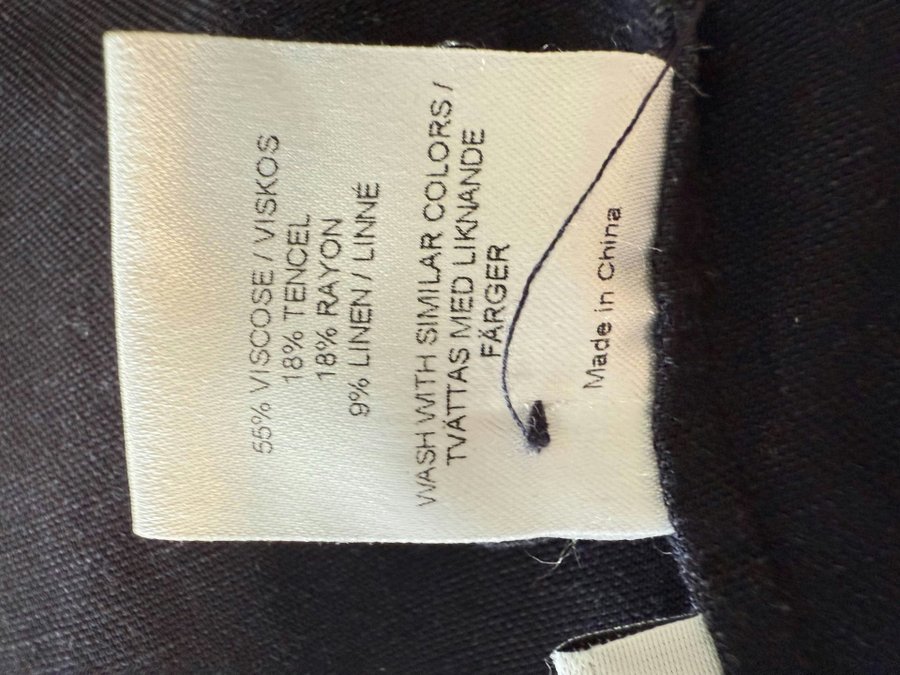 55% VISCOSE / VISKOS
18% TENCEL
18% RAYON
9% LINEN / LINNÉ
WASH WITH SIMILAR COLORS /
TVÄTTAS MED LIKNANDE
FÄRGER
Made in China